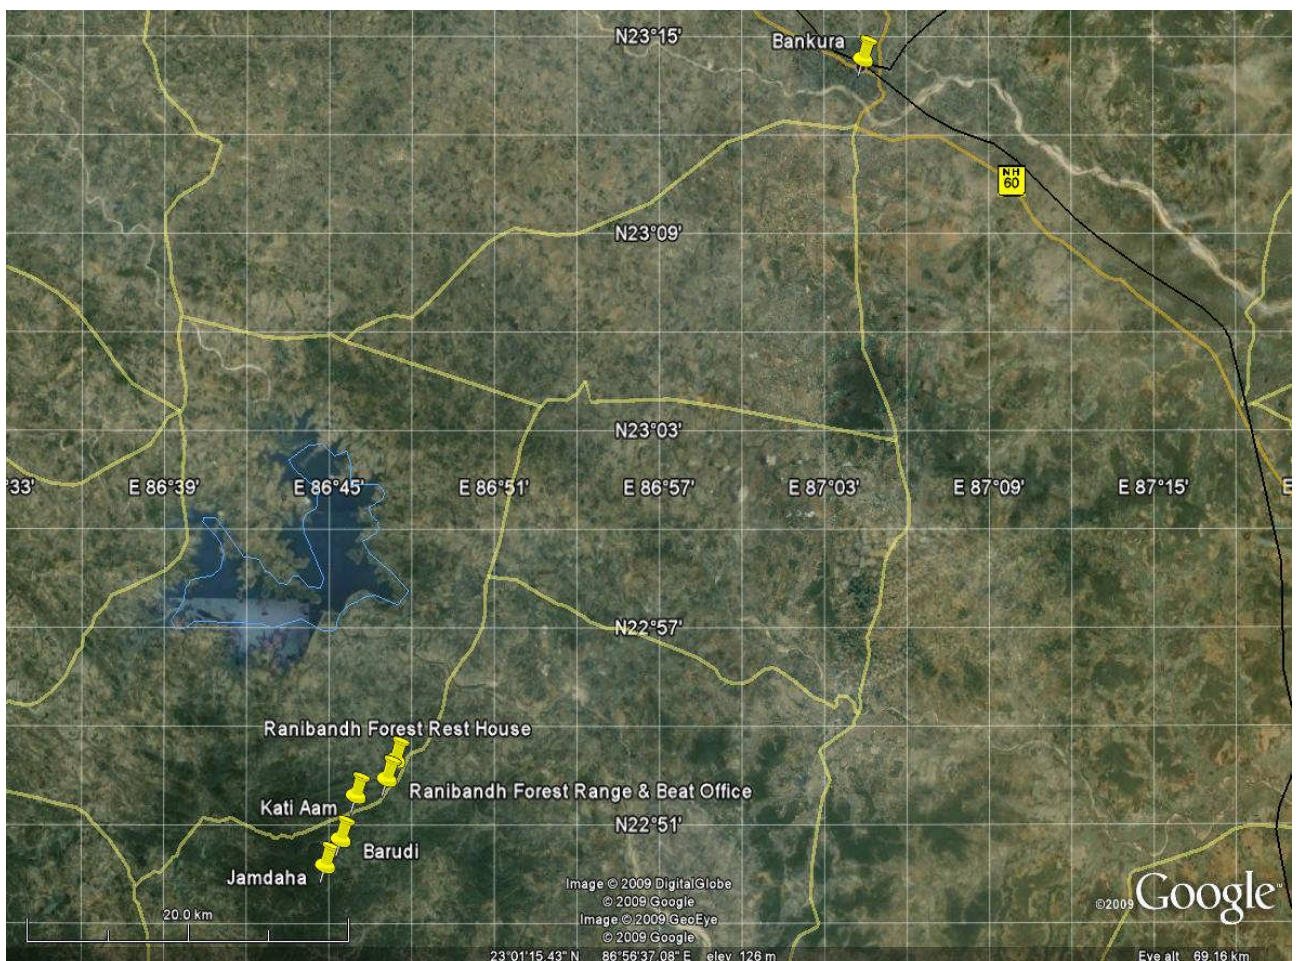 N23°15'
Bankura
NH
60
N23°09'
N23°03'
°33'
E 86°39'
E 86°45'
E 86°51'
E 86°57'
E 87°03'
E 87°09'
E 87°15'
E
N22°57'
Ranibandh Forest Rest House
Ranibandh Forest Range & Beat Office
Kati Aam
N22°51'
Barudi
Jamdaha
20.0 km
Image © 2009 DigitalGlobe
© 2009 Google
Image © 2009 GeoEye
© 2009 Google
©2009 Google™
23°01'15.43" N 86°56'37.08" E elev 126 m
Eye alt 69.16 km